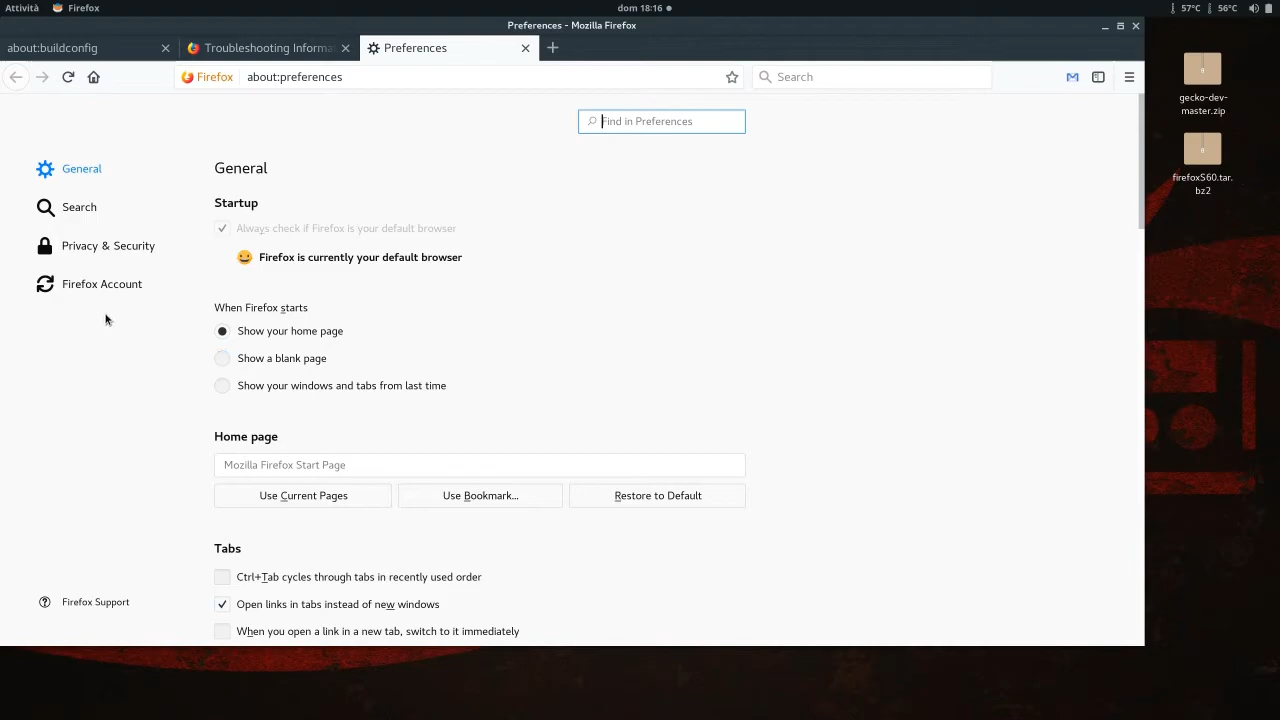 Attività Firefox dom 18:16 57°C 56°C
Preferences - Mozilla Firefox
about:buildconfig Troubleshooting Informa Preferences
Firefox about:preferences Search
gecko-dev-
master.zip
firefoxS60.tar.
bz2
Find in Preferences
General
Search
Privacy & Security
Firefox Account
Firefox Support
General
Startup
Always check if Firefox is your default browser
Firefox is currently your default browser
When Firefox starts
Show your home page
Show a blank page
Show your windows and tabs from last time
Home page
Mozilla Firefox Start Page
Use Current Pages Use Bookmark... Restore to Default
Tabs
Ctrl+Tab cycles through tabs in recently used order
Open links in tabs instead of new windows
When you open a link in a new tab, switch to it immediately